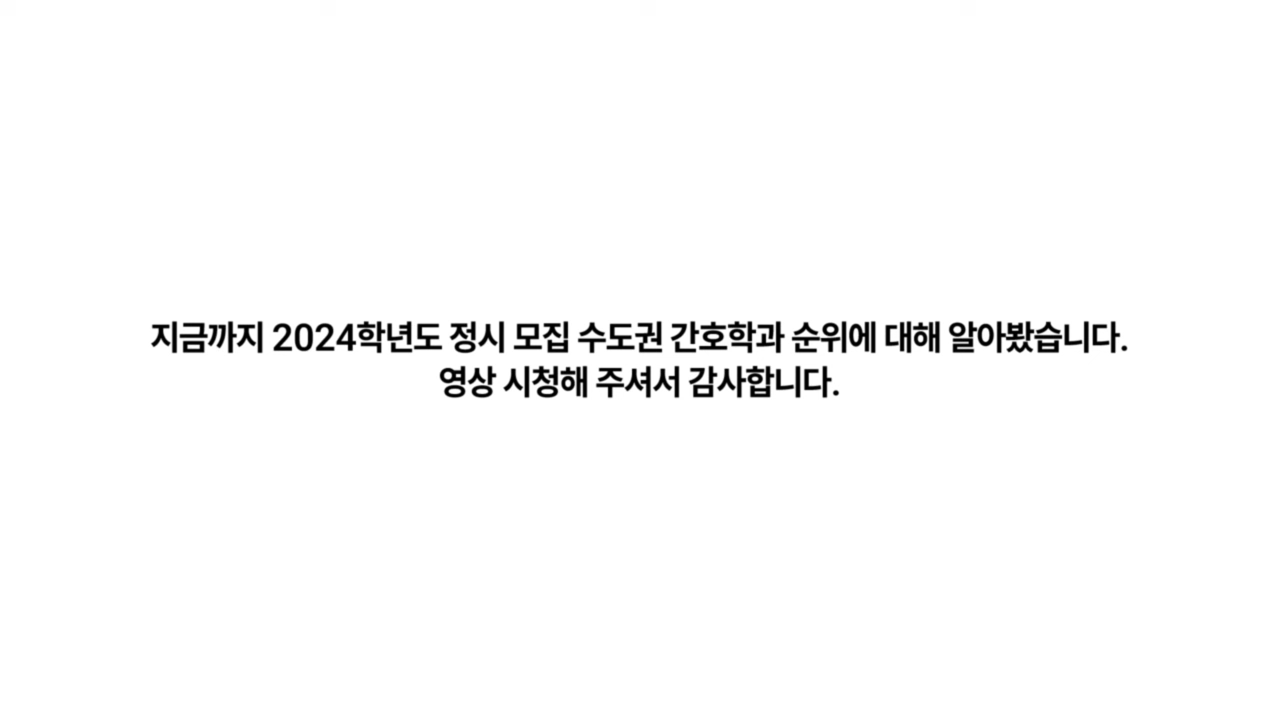 지금까지 2024학년도 정시 모집 수도권 간호학과 순위에 대해 알아봤습니다.
영상 시청해 주셔서 감사합니다.